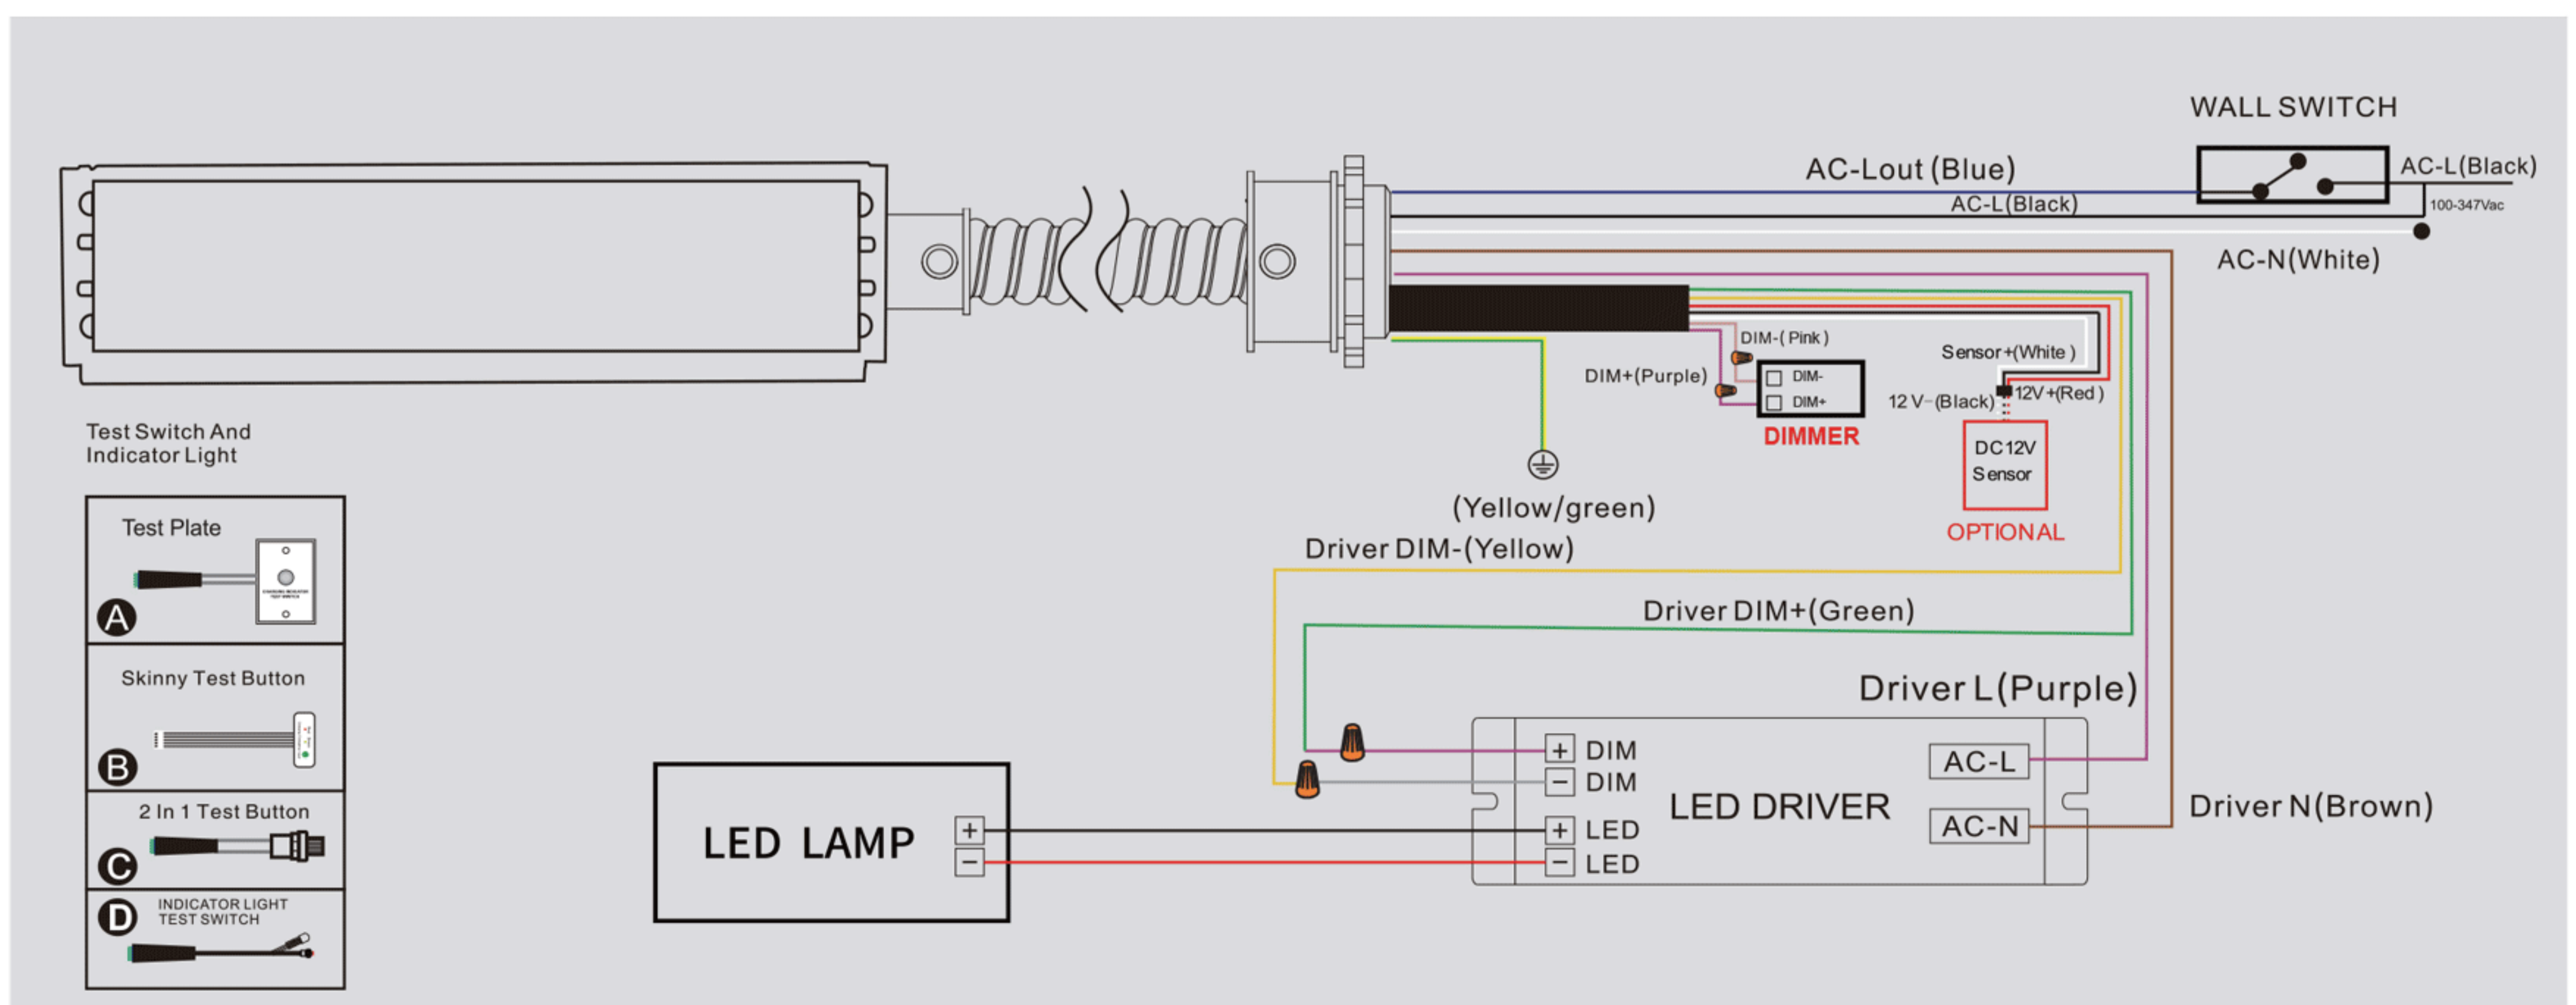 WALL SWITCH
AC-Lout (Blue)
AC-L(Black)
AC-L(Black)
100-347Vac
AC-N(White)
DIM-( Pink )
Sensor+(White )
DIM+(Purple)
DIM-
DIM+
12 V-(Black)
12V+(Red )
DIMMER
DC12V
Sensor
OPTIONAL
Test Switch And
Indicator Light
(Yellow/green)
Test Plate
A
Driver DIM-(Yellow)
Driver DIM+(Green)
Skinny Test Button
B
Driver L(Purple)
+ DIM
− DIM
AC-L
LED DRIVER
AC-N
Driver N(Brown)
+ LED
− LED
LED LAMP
+
−
2 In 1 Test Button
C
D
INDICATOR LIGHT
TEST SWITCH